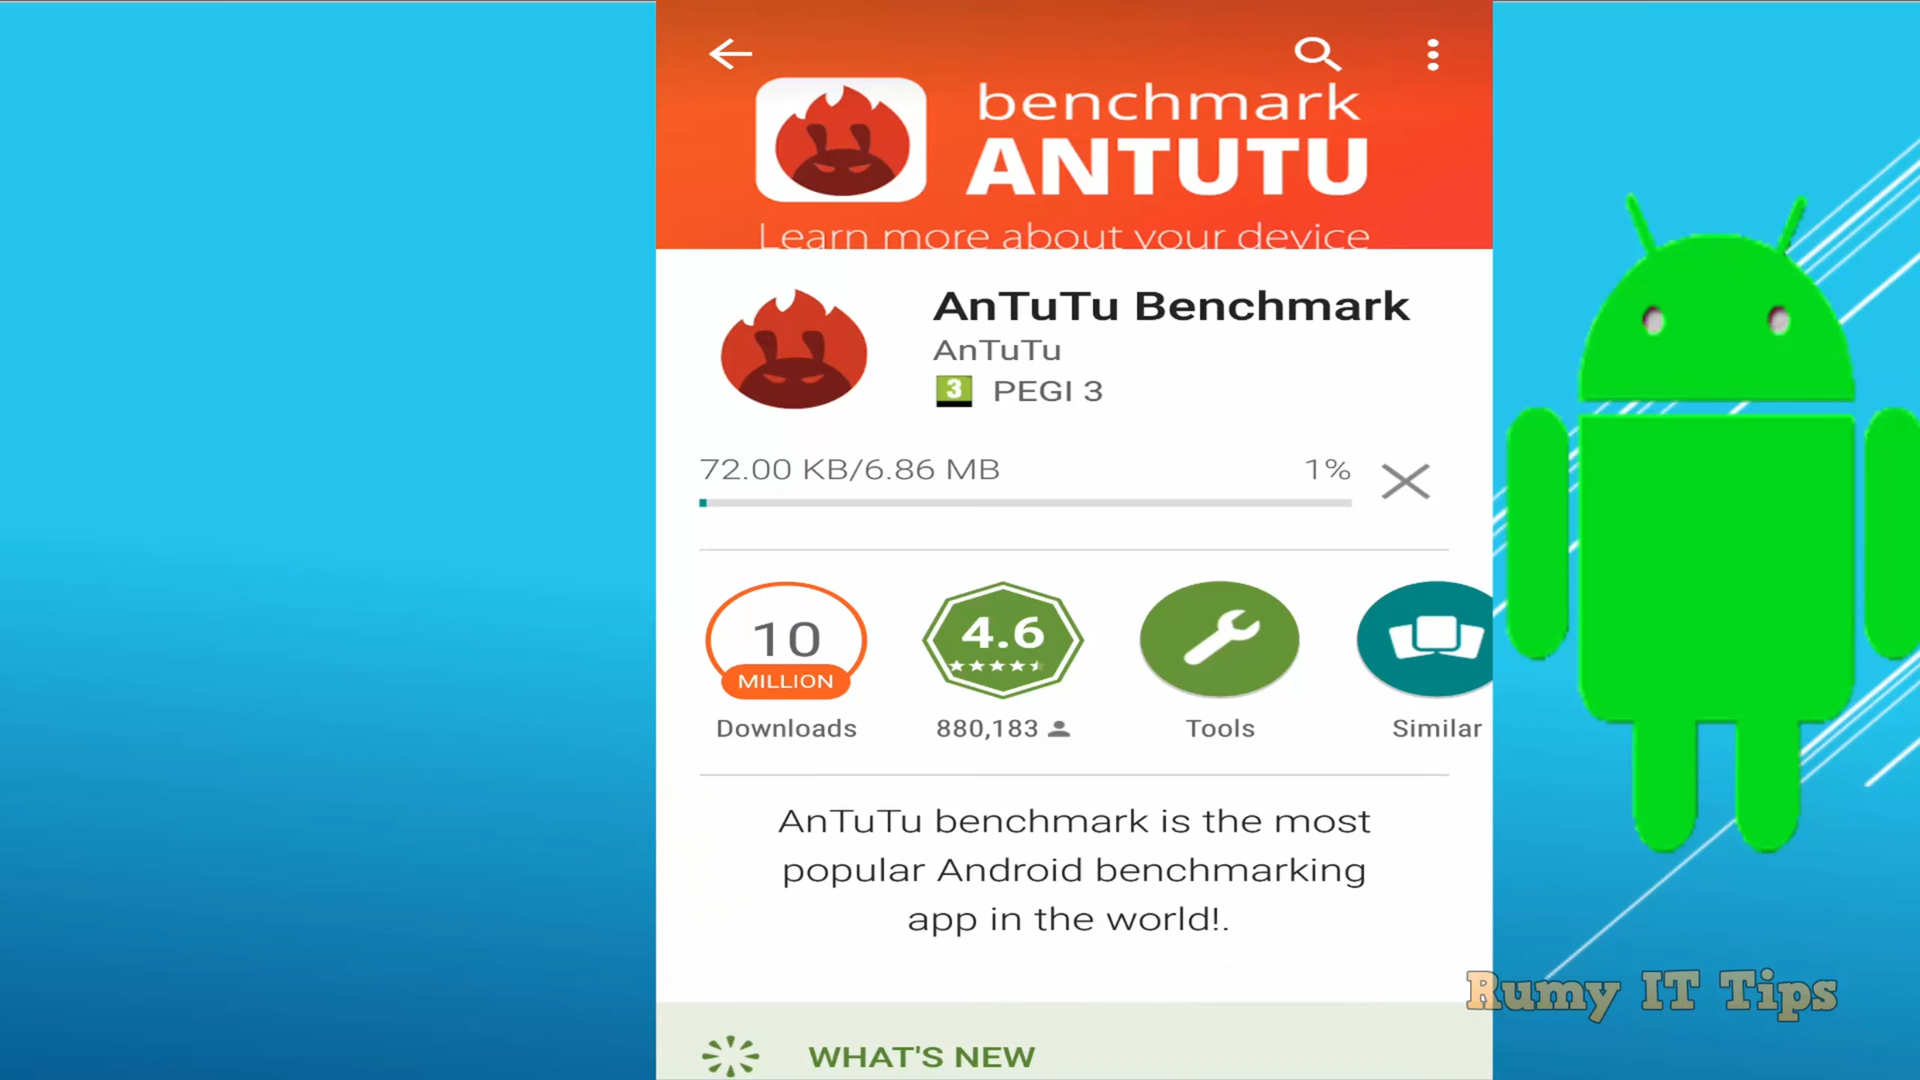 benchmark
ANTUTU
Learn more about your device
AnTuTu Benchmark
AnTuTu
3 PEGI 3
72.00 KB/6.86 MB 1%
10
MILLION
4.6
Downloads
880,183
Tools
Similar
AnTuTu benchmark is the most
popular Android benchmarking
app in the world!.
Rumy IT Tips
WHAT'S NEW